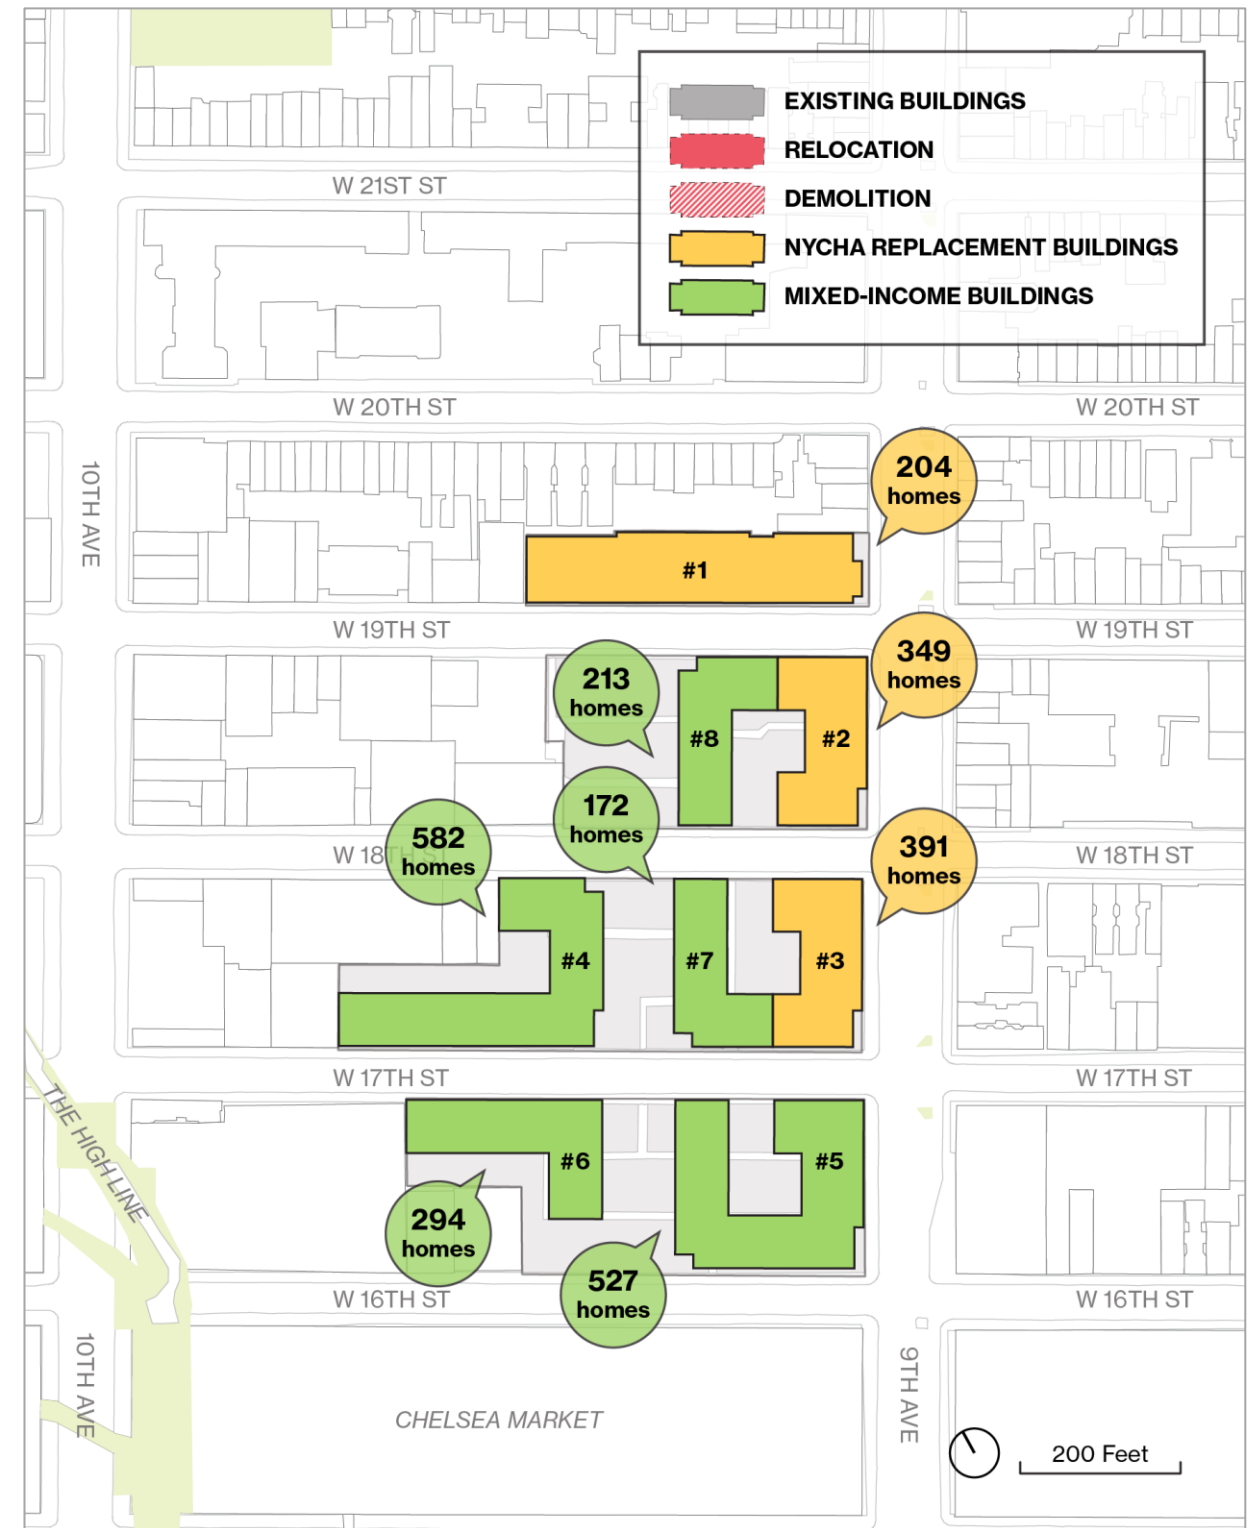 EXISTING BUILDINGS
RELOCATION
DEMOLITION
NYCHA REPLACEMENT BUILDINGS
MIXED-INCOME BUILDINGS
W 21ST ST
W 20TH ST
W 20TH ST
10TH AVE
204
homes
#1
W 19TH ST
W 19TH ST
213
homes
349
homes
#8
#2
172
homes
582
homes
W 18TH ST
391
homes
W 18TH ST
#4
#7
#3
W 17TH ST
W 17TH ST
THE HIGH LINE
#6
#5
294
homes
527
homes
W 16TH ST
W 16TH ST
10TH AVE
9TH AVE
CHELSEA MARKET
200 Feet